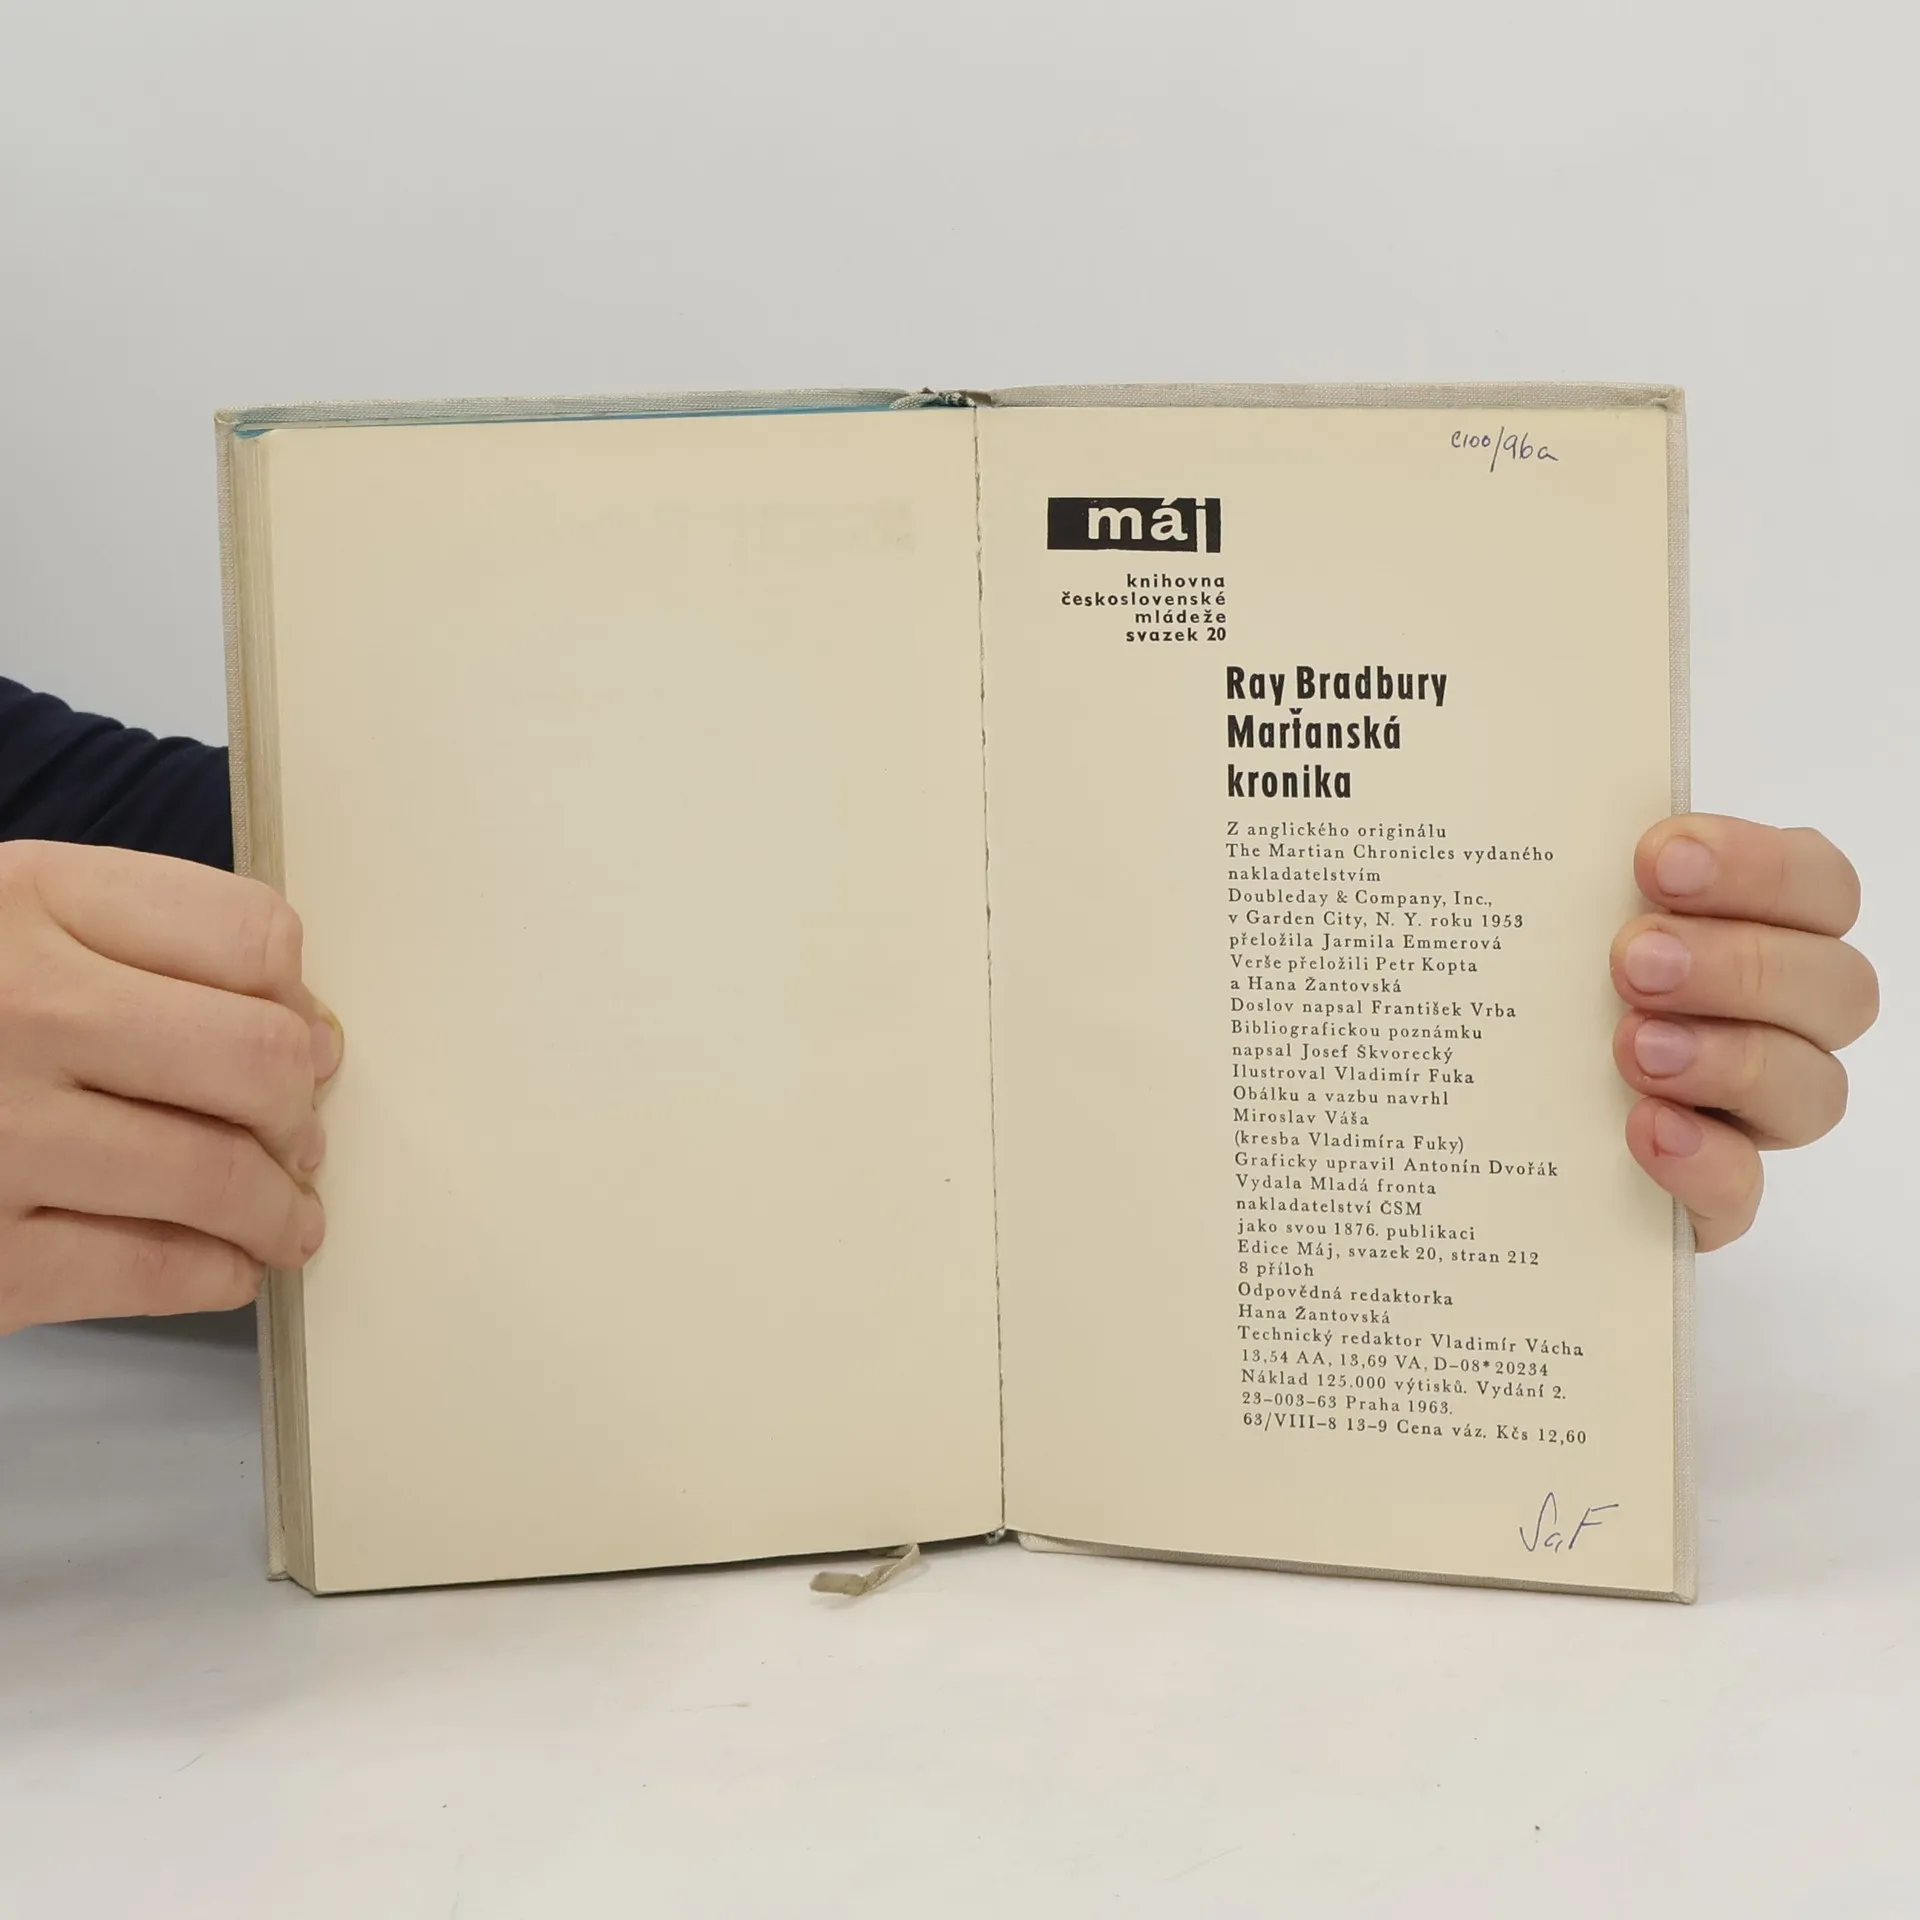 c100/96a
máj
knihovna
československé
mládeže
svazek 20
Ray Bradbury
Marťanská
kronika
Z anglického originálu
The Martian Chronicles vydaného
nakladatelstvím
Doubleday & Company, Inc.,
v Garden City, N. Y. roku 1953
přeložila Jarmila Emmerová
Verše přeložili Petr Kopta
a Hana Žantovská
Doslov napsal František Vrba
Bibliografickou poznámku
napsal Josef Škvorecký
Ilustroval Vladimír Fuka
Obálku a vazbu navrhl
Miroslav Váša
(kresba Vladimíra Fuky)
Graficky upravil Antonín Dvořák
Vydala Mladá fronta
nakladatelství ČSM
jako svou 1876. publikaci
Edice Máj, svazek 20, stran 212
8 příloh
Odpovědná redaktorka
Hana Žantovská
Technický redaktor Vladimír Vácha
13,54 AA, 13,69 VA, D-08*20234
Náklad 125.000 výtisků. Vydání 2.
23-003-63 Praha 1963.
63/VIII-8 13-9 Cena váz. Kčs 12,60
SaF